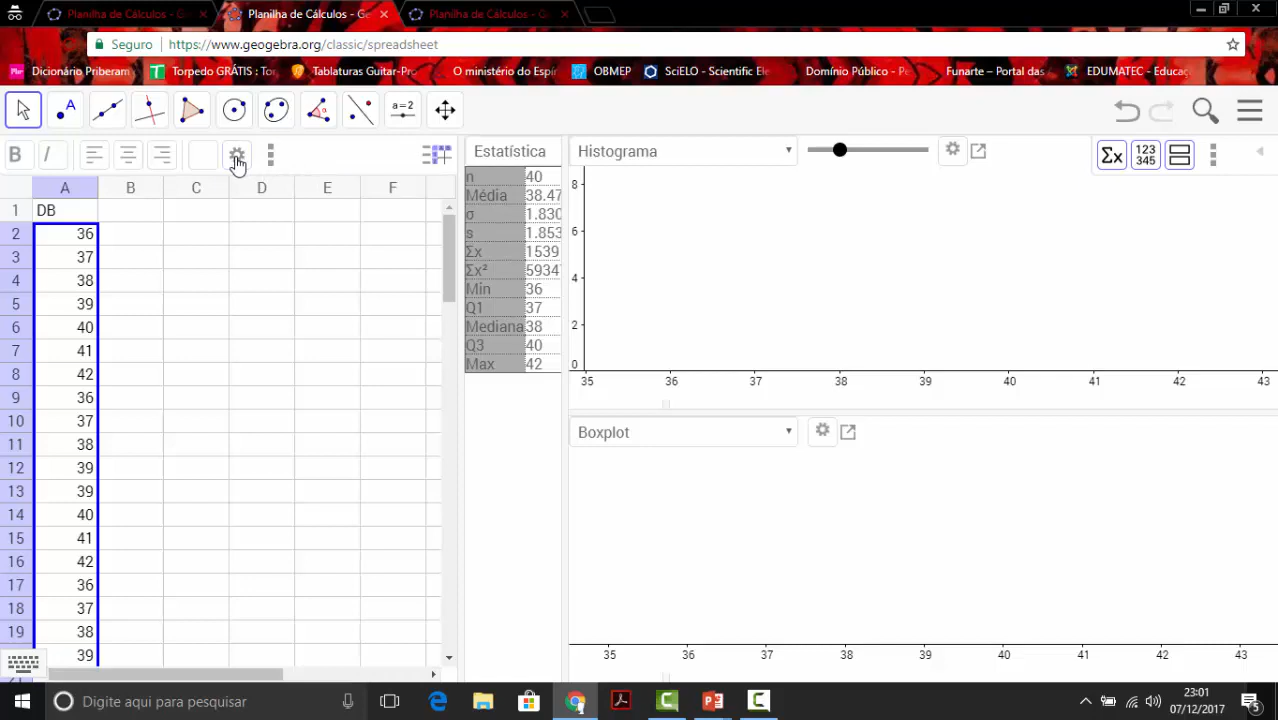 Planilha de Cálculos - Ge
Planilha de Cálculos - Ge
Planilha de Cálculos - G
Seguro
https://www.geogebra.org/classic/spreadsheet
Dicionário Priberam
Torpedo GRÁTIS : Tor
Tablaturas Guitar-Pro
O ministério do Espír
OBMEP
SciELO - Scientific Ele
Domínio Público - Pe
Funarte – Portal das
EDUMATEC - Educaç
A
a=2
B
I
Estatística
Histograma
Σx
123
345
A B C D E F
1 DB
2 36
3 37
4 38
5 39
6 40
7 41
8 42
9 36
10 37
11 38
12 39
13 39
14 40
15 41
16 42
17 36
18 37
19 38
39
n 40
Média 38.47
σ 1.830
s 1.853
Σx 1539
Σx² 5934
Min 36
Q1 37
Mediana 38
Q3 40
Max 42
8
6
4
2
0
35 36 37 38 39 40 41 42 43
Boxplot
35 36 37 38 39 40 41 42 43
Digite aqui para pesquisar
23:01
07/12/2017
5